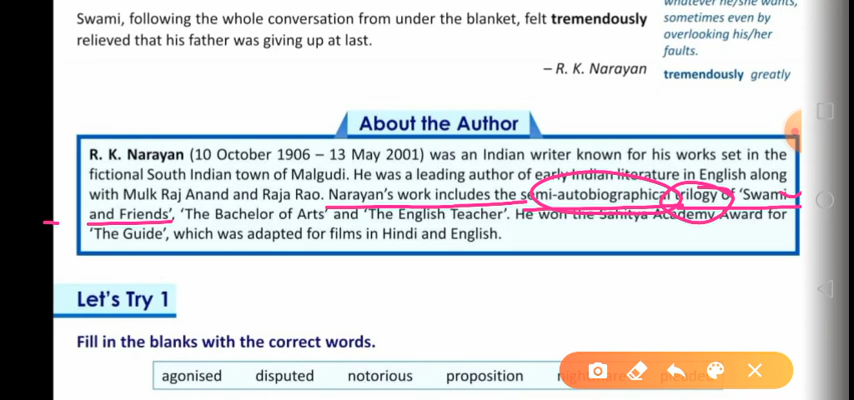 whatever he/she wants,
Swami, following the whole conversation from under the blanket, felt tremendously
relieved that his father was giving up at last.
– R. K. Narayan
sometimes even by
overlooking his/her
faults.
tremendously greatly
About the Author
R. K. Narayan (10 October 1906 – 13 May 2001) was an Indian writer known for his works set in the
fictional South Indian town of Malgudi. He was a leading author of early Indian literature in English along
with Mulk Raj Anand and Raja Rao. Narayan's work includes the semi-autobiographical trilogy of 'Swami
and Friends', 'The Bachelor of Arts' and 'The English Teacher'. He won the Sahitya Academy Award for
'The Guide', which was adapted for films in Hindi and English.
Let's Try 1
Fill in the blanks with the correct words.
agonised disputed notorious proposition